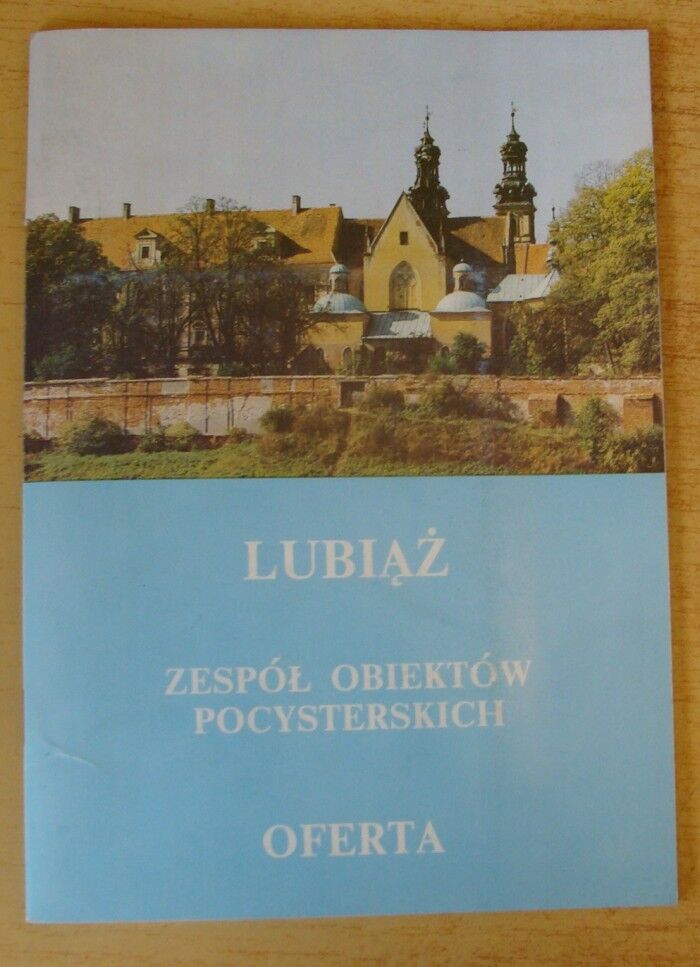 LUBIĄŻ
ZESPÓŁ OBIEKTÓW
POCYSTERSKICH
OFERTA